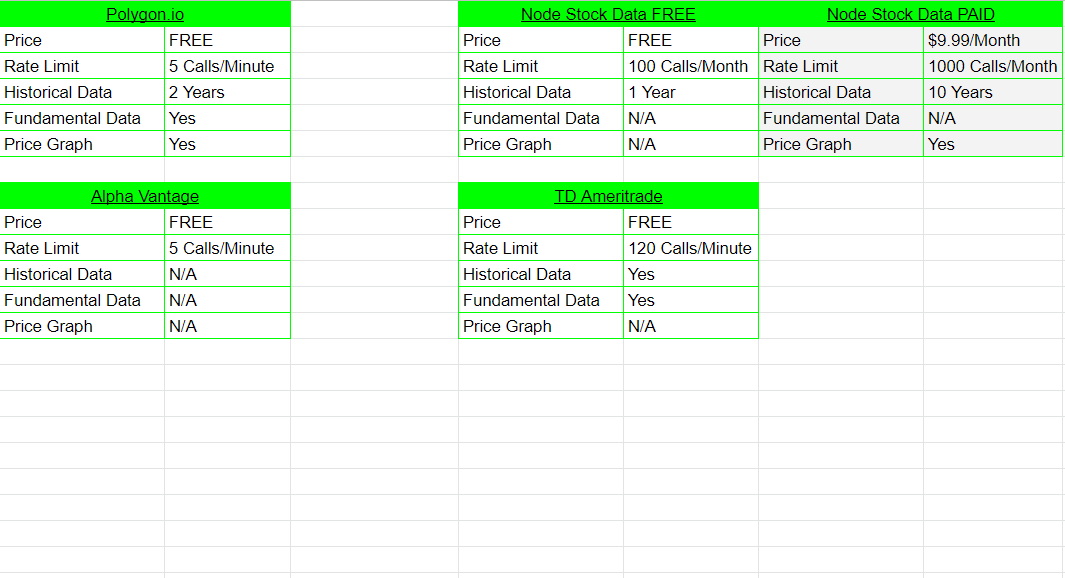 Polygon.io
Price FREE
Rate Limit 5 Calls/Minute
Historical Data 2 Years
Fundamental Data Yes
Price Graph Yes
Node Stock Data FREE
Price FREE
Rate Limit 100 Calls/Month
Historical Data 1 Year
Fundamental Data N/A
Price Graph N/A
Node Stock Data PAID
Price $9.99/Month
Rate Limit 1000 Calls/Month
Historical Data 10 Years
Fundamental Data N/A
Price Graph Yes
Alpha Vantage
Price FREE
Rate Limit 5 Calls/Minute
Historical Data N/A
Fundamental Data N/A
Price Graph N/A
TD Ameritrade
Price FREE
Rate Limit 120 Calls/Minute
Historical Data Yes
Fundamental Data Yes
Price Graph N/A